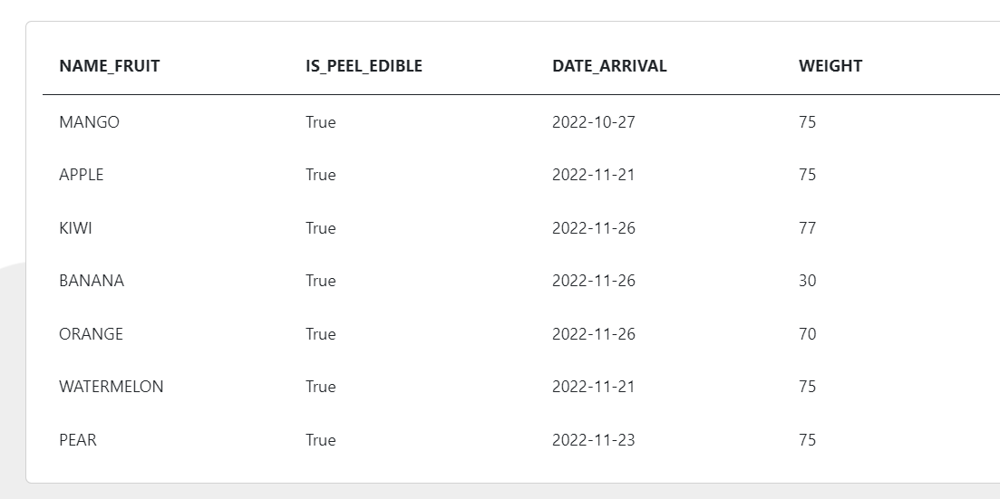 NAME_FRUIT IS_PEEL_EDIBLE DATE_ARRIVAL WEIGHT
MANGO True 2022-10-27 75
APPLE True 2022-11-21 75
KIWI True 2022-11-26 77
BANANA True 2022-11-26 30
ORANGE True 2022-11-26 70
WATERMELON True 2022-11-21 75
PEAR True 2022-11-23 75